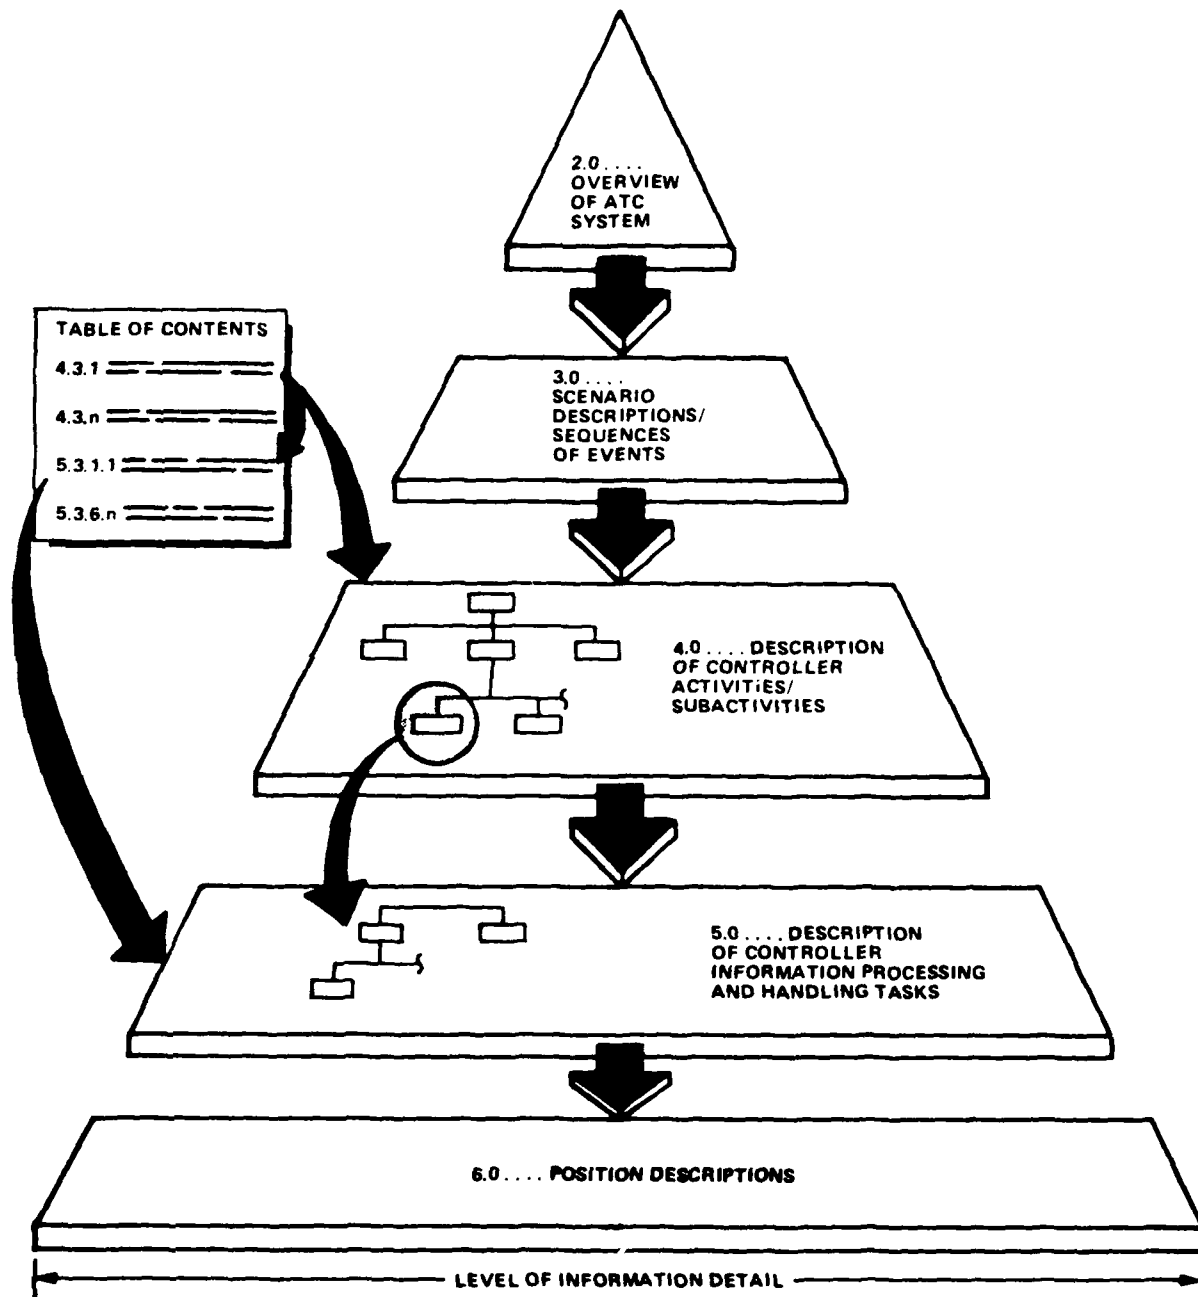 2.0 ....
OVERVIEW
OF ATC
SYSTEM
TABLE OF CONTENTS
4.3.1
4.3.n
5.3.1.1
5.3.6.n
3.0 ....
SCENARIO
DESCRIPTIONS/
SEQUENCES
OF EVENTS
4.0 .... DESCRIPTION
OF CONTROLLER
ACTIVITIES/
SUBACTIVITIES
5.0 .... DESCRIPTION
OF CONTROLLER
INFORMATION PROCESSING
AND HANDLING TASKS
6.0 .... POSITION DESCRIPTIONS
LEVEL OF INFORMATION DETAIL